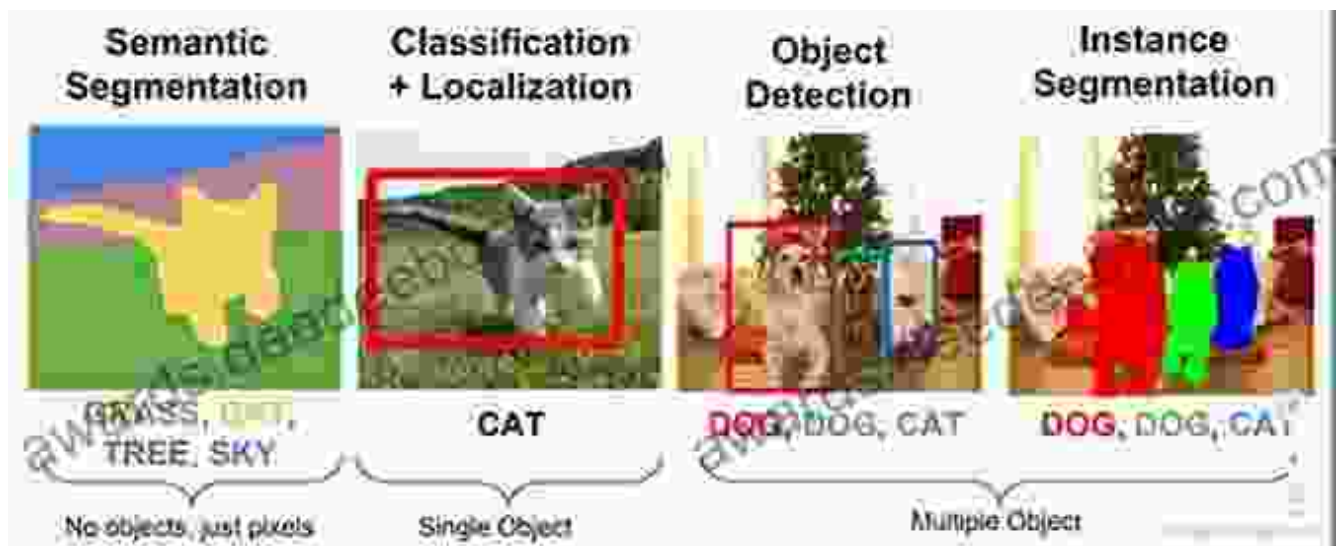 Semantic
Segmentation
Classification
+ Localization
Object
Detection
Instance
Segmentation
GRASS, CAT,
TREE, SKY
CAT
DOG, DOG, CAT
DOG, DOG, CAT
No objects, just pixels
Single Object
Multiple Object